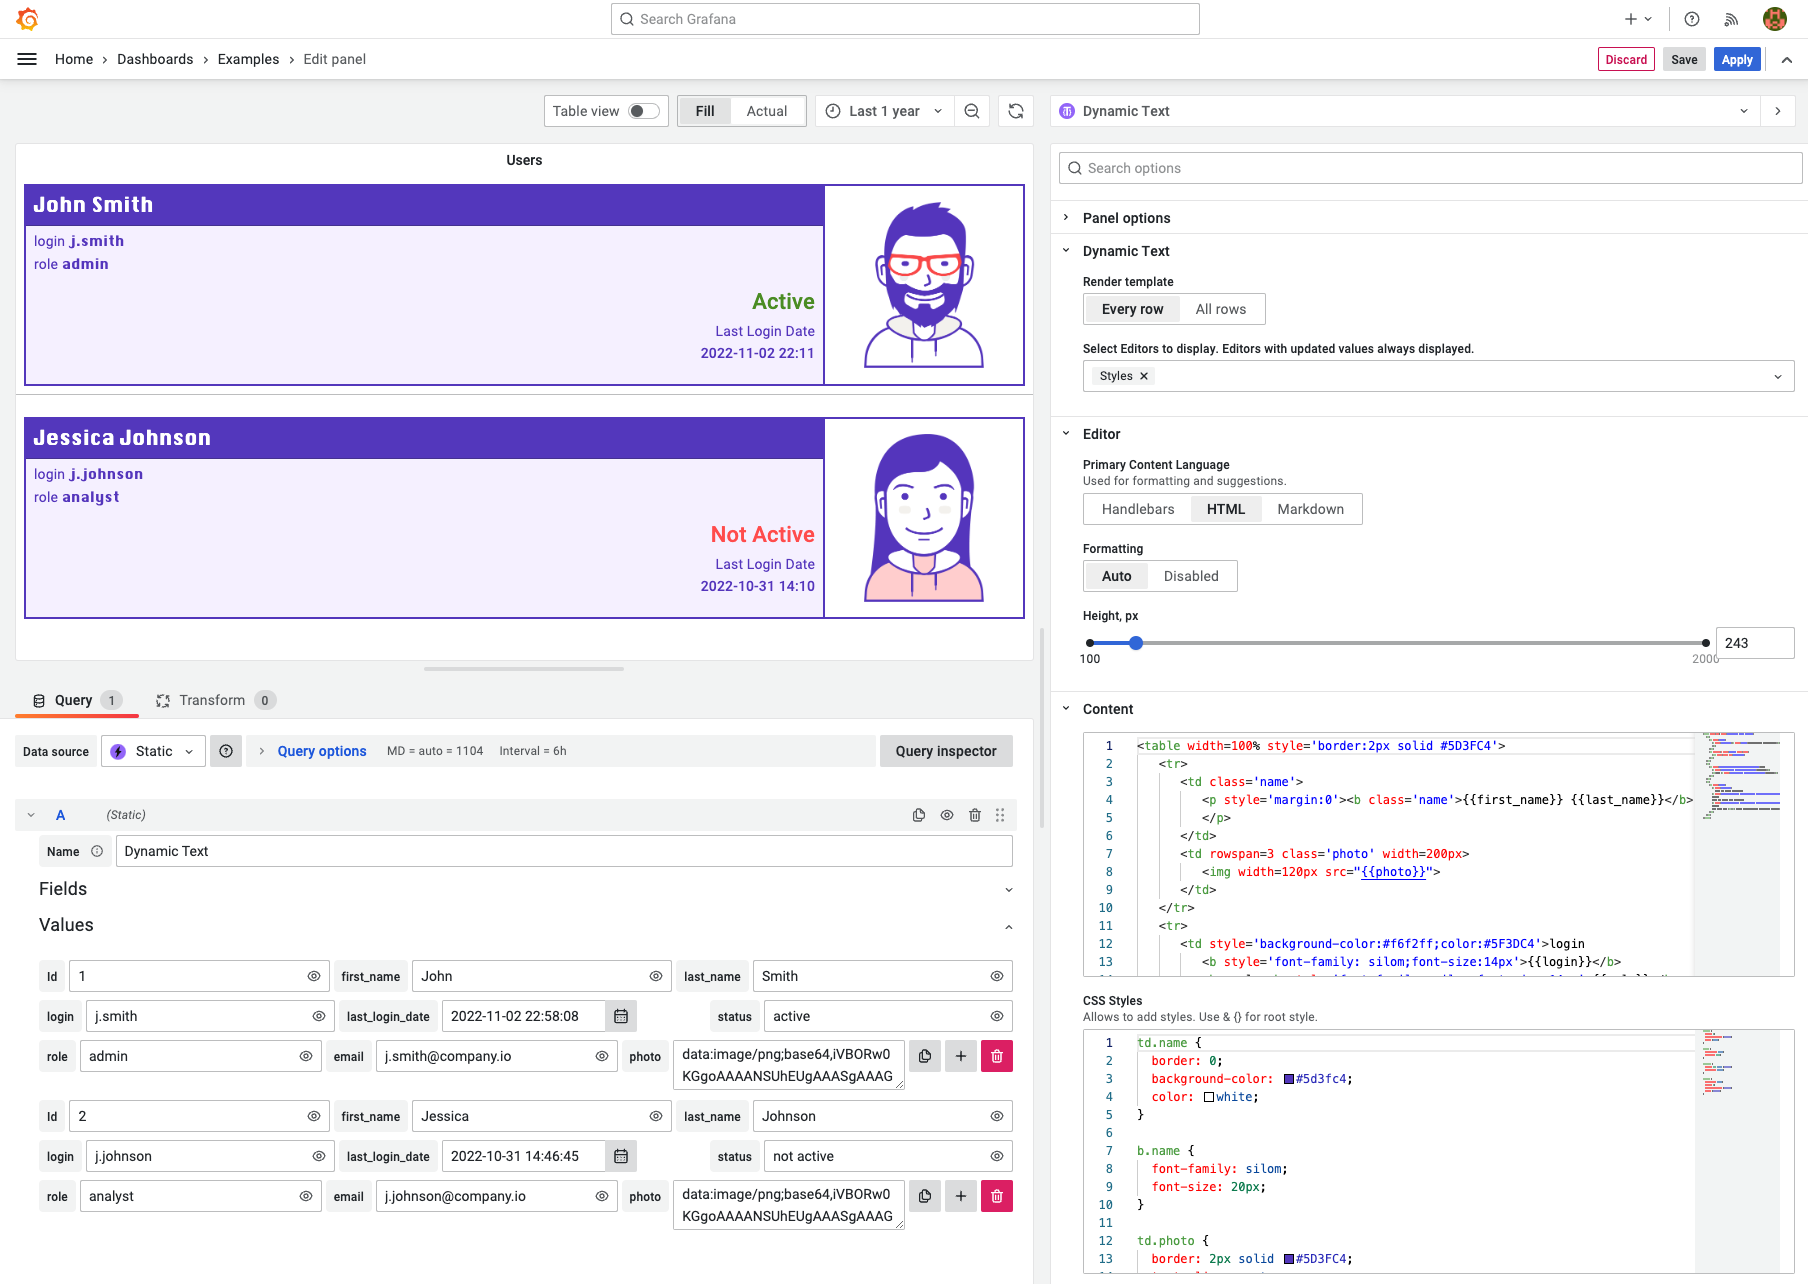 Search Grafana
Home › Dashboards › Examples › Edit panel
Discard Save Apply
Table view Fill Actual Last 1 year
Users
John Smith
login j.smith
role admin
Active
Last Login Date
2022-11-02 22:11
Jessica Johnson
login j.johnson
role analyst
Not Active
Last Login Date
2022-10-31 14:10
Query 1 Transform 0
Data source Static Query options MD = auto = 1104 Interval = 6h Query inspector
A (Static)
Name Dynamic Text
Fields
Values
Id 1 first_name John last_name Smith
login j.smith last_login_date 2022-11-02 22:58:08 status active
role admin email j.smith@company.io photo data:image/png;base64,iVBORw0
KGgoAAAANSUhEUgAAASgAAAG
Id 2 first_name Jessica last_name Johnson
login j.johnson last_login_date 2022-10-31 14:46:45 status not active
role analyst email j.johnson@company.io photo data:image/png;base64,iVBORw0
KGgoAAAANSUhEUgAAASgAAAG
Dynamic Text
Search options
Panel options
Dynamic Text
Render template
Every row All rows
Select Editors to display. Editors with updated values always displayed.
Styles
Editor
Primary Content Language
Used for formatting and suggestions.
Handlebars HTML Markdown
Formatting
Auto Disabled
Height, px
243
100 2000
Content
1 <table width=100% style='border:2px solid #5D3FC4'>
2 <tr>
3 <td class='name'>
4 <p style='margin:0'><b class='name'>{{first_name}} {{last_name}}</b>
5 </p>
6 </td>
7 <td rowspan=3 class='photo' width=200px>
8 <img width=120px src="{{photo}}">
9 </td>
10 </tr>
11 <tr>
12 <td style='background-color:#f6f2ff;color:#5F3DC4'>login
13 <b style='font-family: silom;font-size:14px'>{{login}}</b>
CSS Styles
Allows to add styles. Use & {} for root style.
1 td.name {
2 border: 0;
3 background-color: #5d3fc4;
4 color: white;
5 }
6
7 b.name {
8 font-family: silom;
9 font-size: 20px;
10 }
11
12 td.photo {
13 border: 2px solid #5D3FC4;